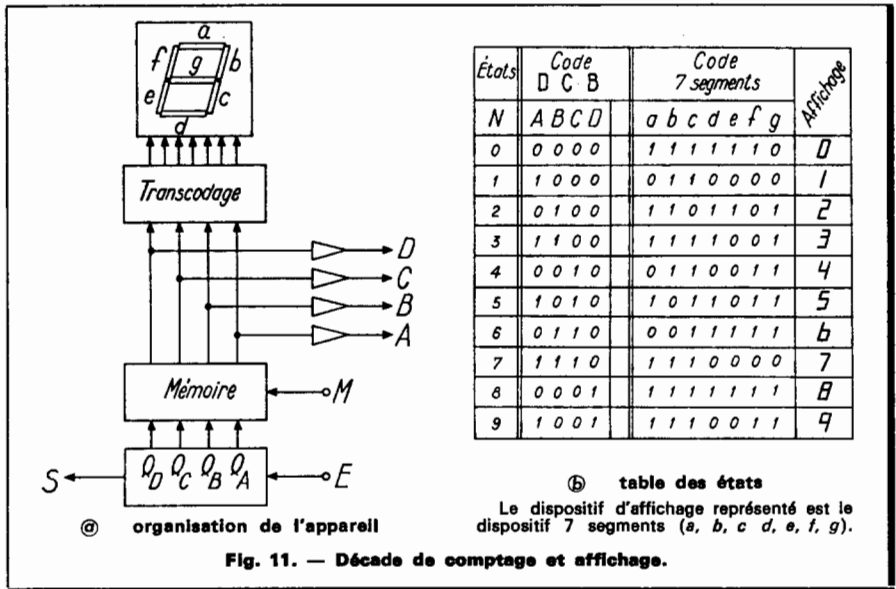 a
f g b
e c
d
Transcodage
D
C
B
A
Mémoire
M
S
Q_D Q_C Q_B Q_A
E
ⓐ organisation de l'appareil
États Code D C B Code 7 segments Affichage
N A B C D a b c d e f g
0 0 0 0 0 1 1 1 1 1 1 0 0
1 1 0 0 0 0 1 1 0 0 0 0 1
2 0 1 0 0 1 1 0 1 1 0 1 2
3 1 1 0 0 1 1 1 1 0 0 1 3
4 0 0 1 0 0 1 1 0 0 1 1 4
5 1 0 1 0 1 0 1 1 0 1 1 5
6 0 1 1 0 0 0 1 1 1 1 1 6
7 1 1 1 0 1 1 1 0 0 0 0 7
8 0 0 0 1 1 1 1 1 1 1 1 8
9 1 0 0 1 1 1 1 0 0 1 1 9
ⓑ table des états
Le dispositif d'affichage représenté est le
dispositif 7 segments (a, b, c d, e, f, g).
Fig. 11. — Décade de comptage et affichage.